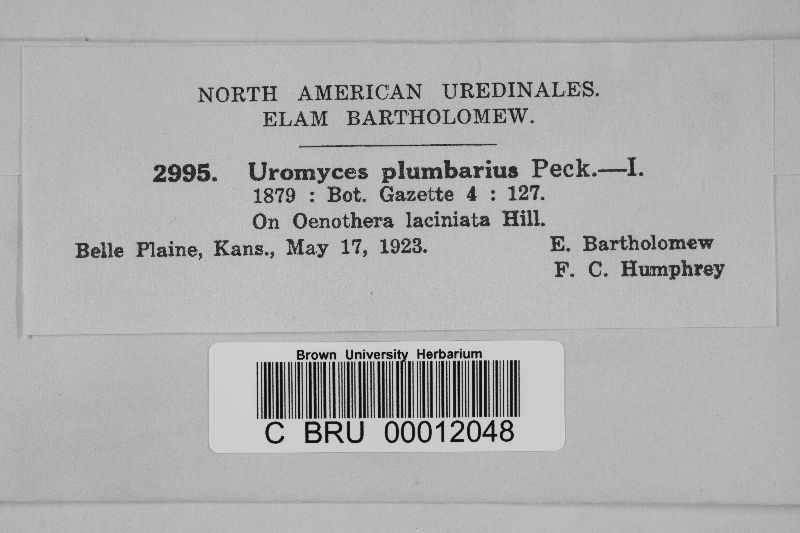 NORTH AMERICAN UREDINALES.
ELAM BARTHOLOMEW.
2995. Uromyces plumbarius Peck.—I.
1879 : Bot. Gazette 4 : 127.
On Oenothera laciniata Hill.
Belle Plaine, Kans., May 17, 1923.
E. Bartholomew
F. C. Humphrey
Brown University Herbarium
C BRU 00012048